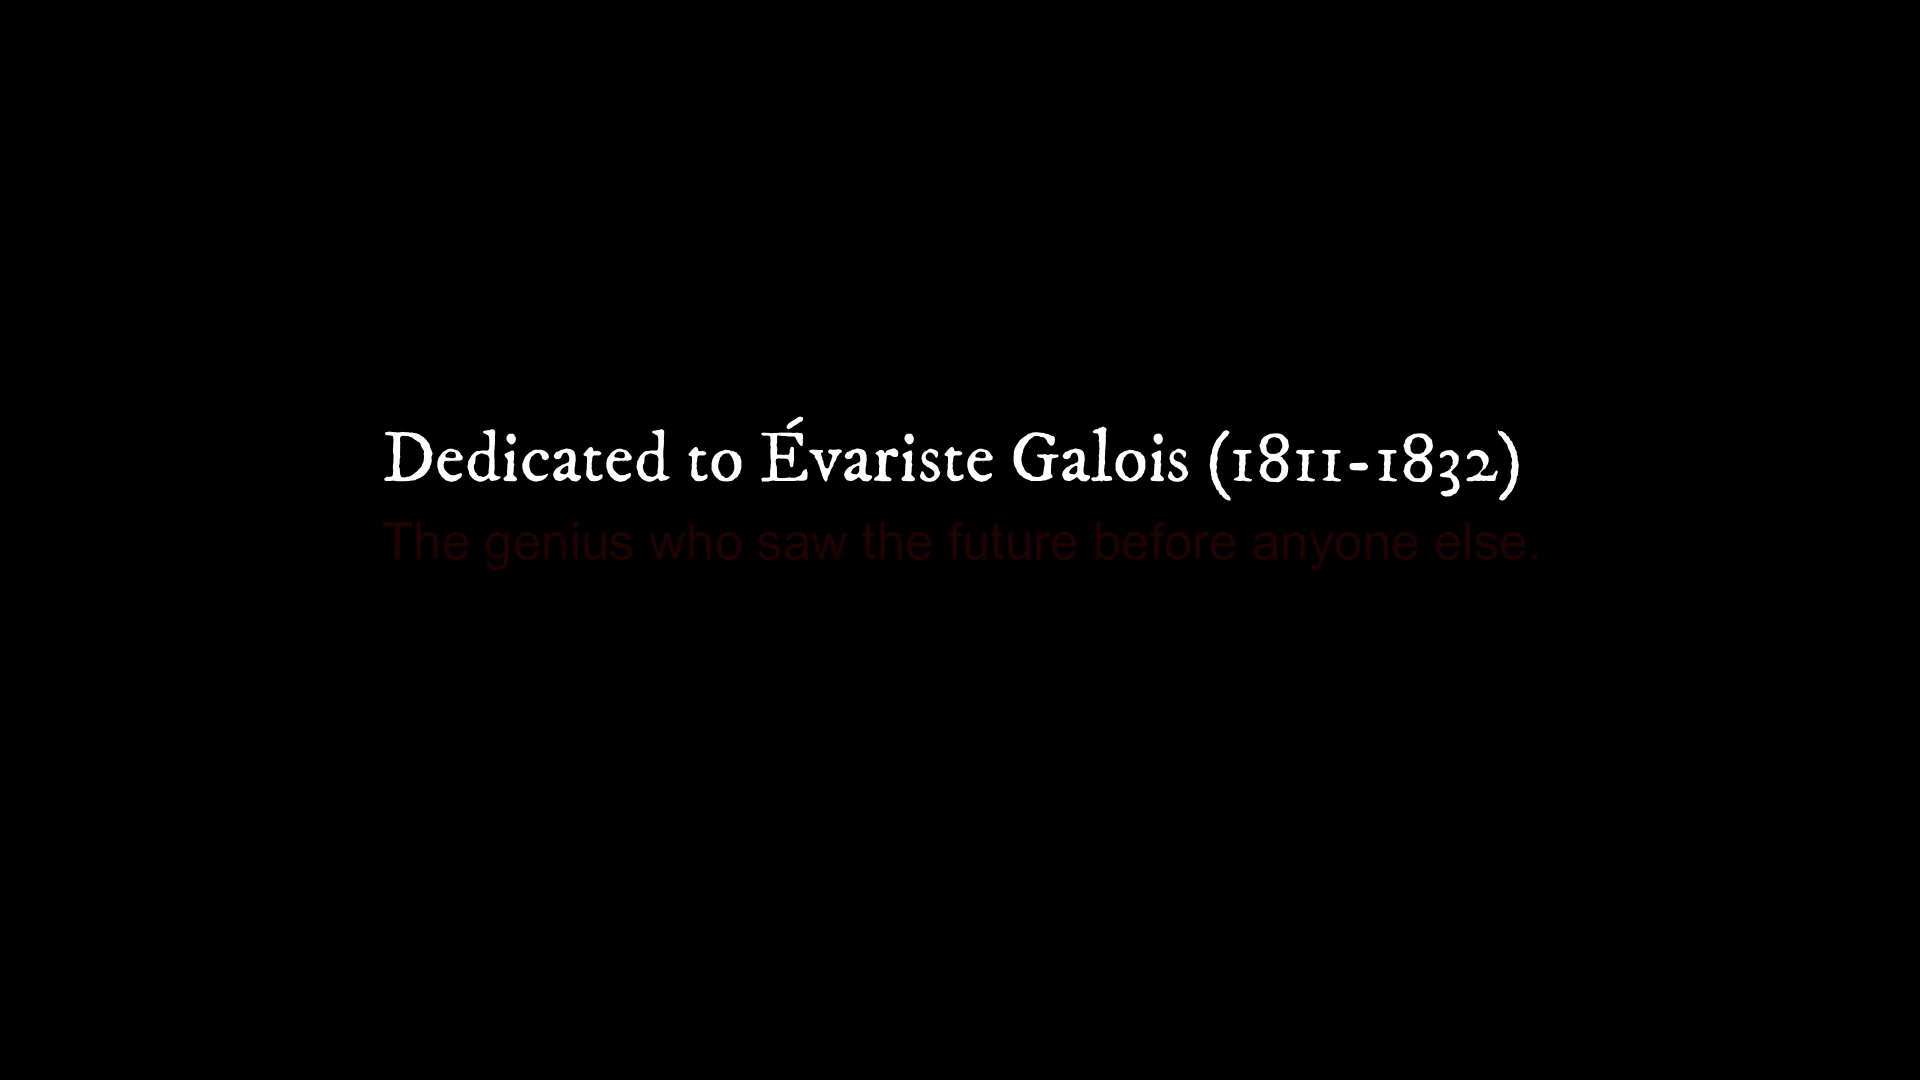 Dedicated to Évariste Galois (1811-1832)
The genius who saw the future before anyone else.